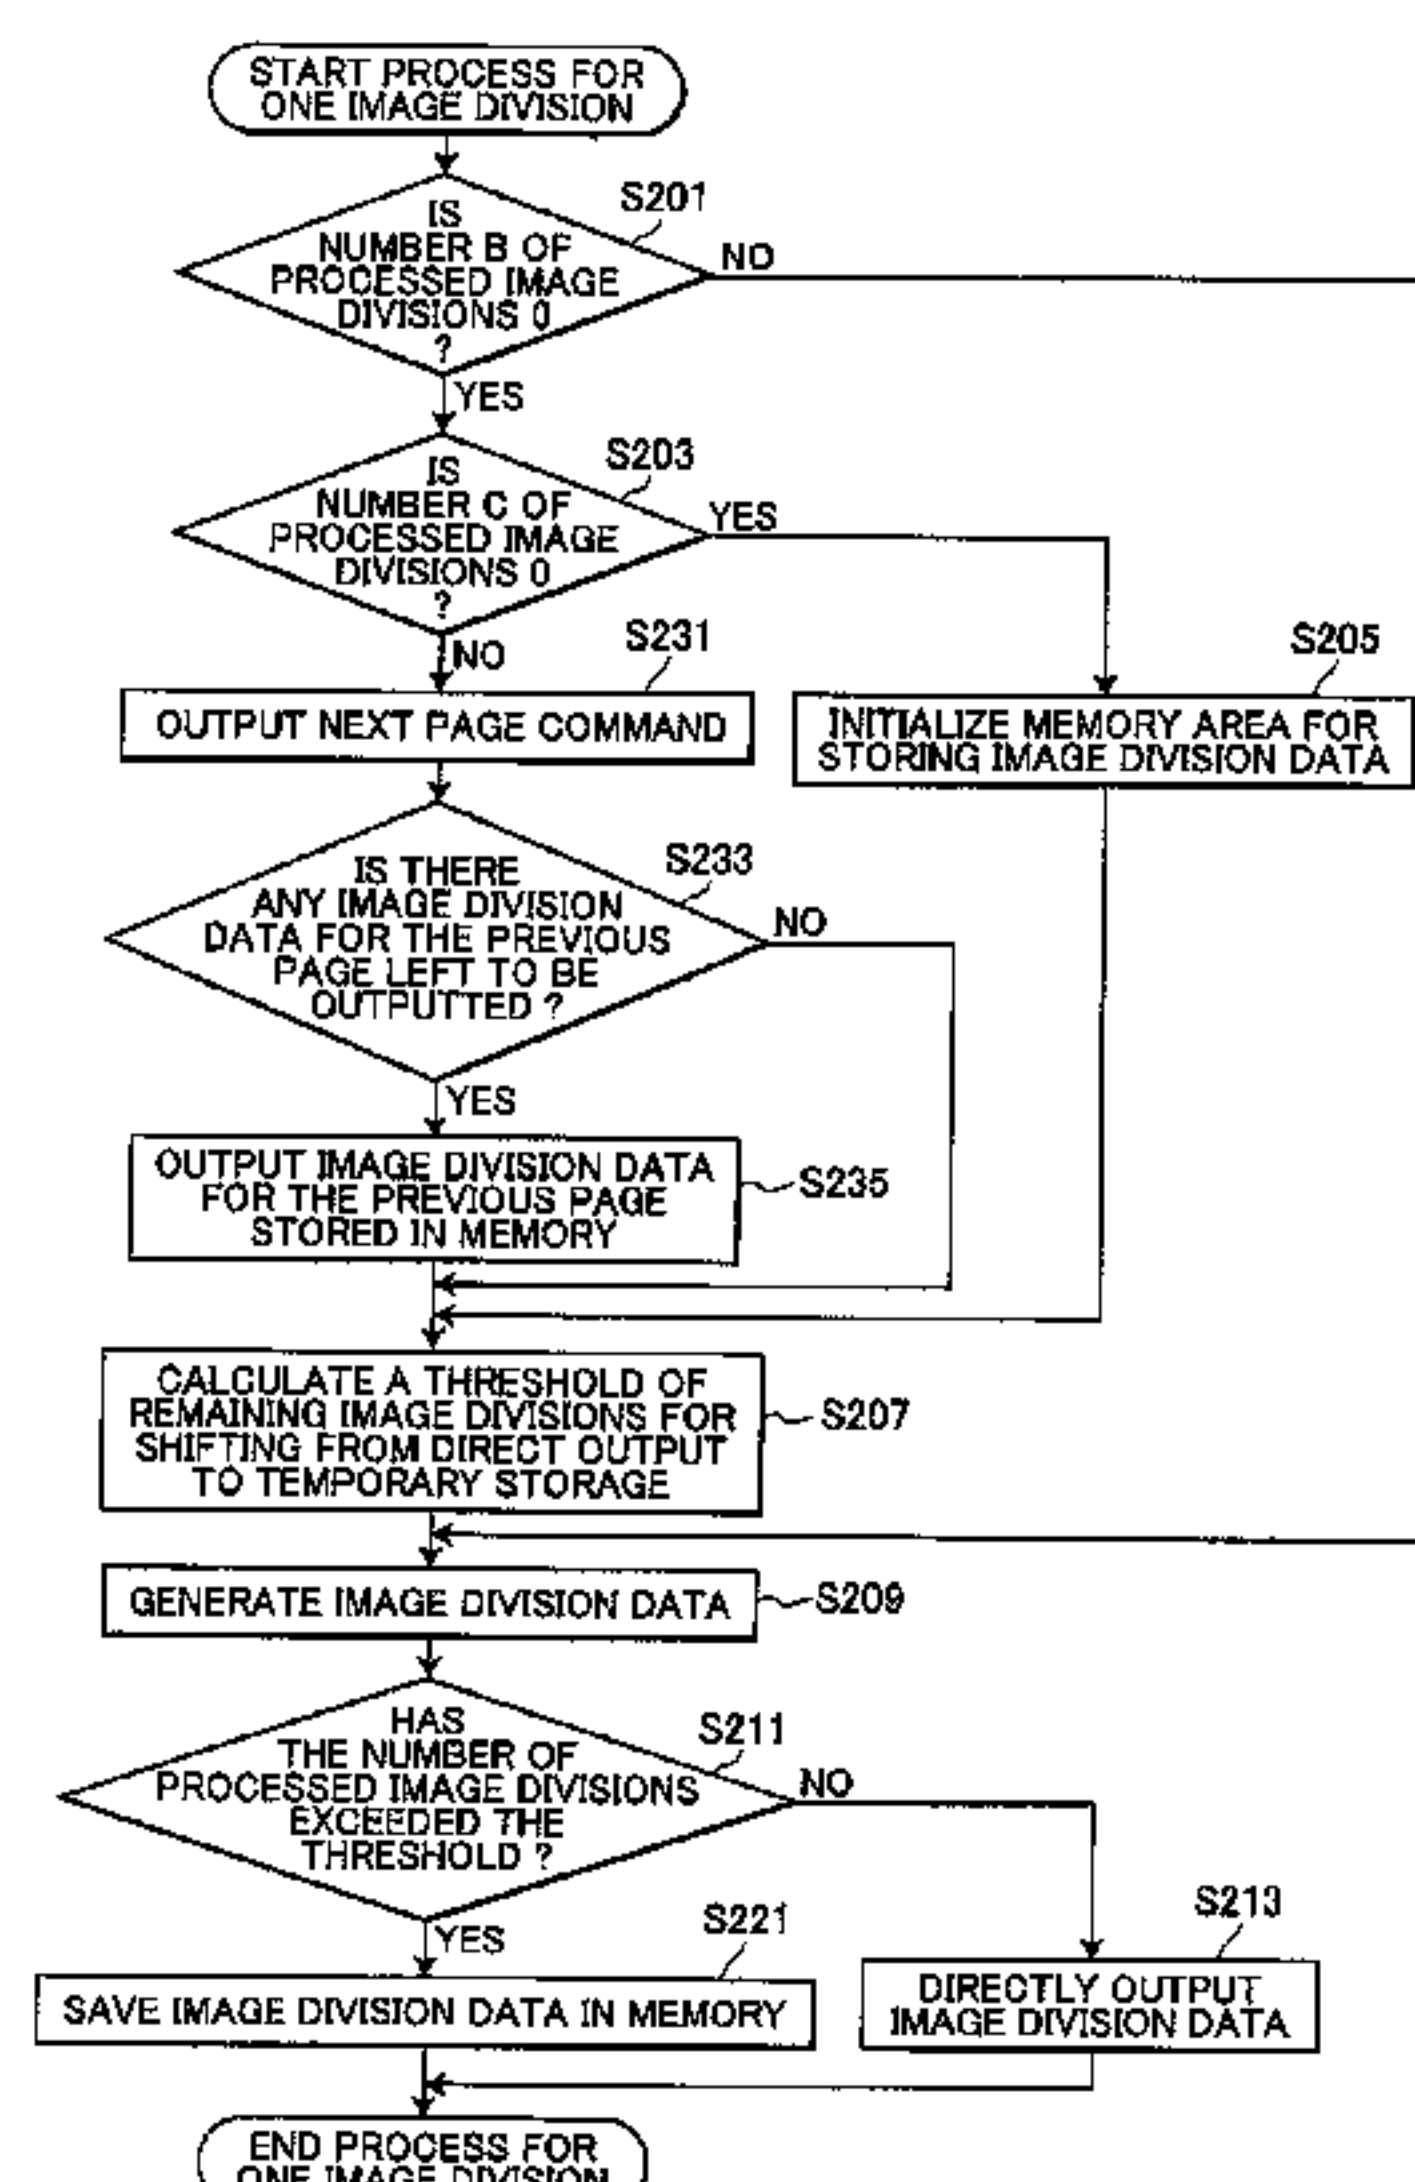 START PROCESS FOR
ONE IMAGE DIVISION
S201
IS
NUMBER B OF
PROCESSED IMAGE
DIVISIONS 0
?
NO
YES
S203
IS
NUMBER C OF
PROCESSED IMAGE
DIVISIONS 0
?
YES
NO
S231
OUTPUT NEXT PAGE COMMAND
S205
INITIALIZE MEMORY AREA FOR
STORING IMAGE DIVISION DATA
S233
IS THERE
ANY IMAGE DIVISION
DATA FOR THE PREVIOUS
PAGE LEFT TO BE
OUTPUTTED ?
NO
YES
OUTPUT IMAGE DIVISION DATA
FOR THE PREVIOUS PAGE
STORED IN MEMORY
S235
CALCULATE A THRESHOLD OF
REMAINING IMAGE DIVISIONS FOR
SHIFTING FROM DIRECT OUTPUT
TO TEMPORARY STORAGE
S207
GENERATE IMAGE DIVISION DATA
S209
S211
HAS
THE NUMBER OF
PROCESSED IMAGE DIVISIONS
EXCEEDED THE
THRESHOLD ?
NO
YES
S221
SAVE IMAGE DIVISION DATA IN MEMORY
S213
DIRECTLY OUTPUT
IMAGE DIVISION DATA
END PROCESS FOR
ONE IMAGE DIVISION